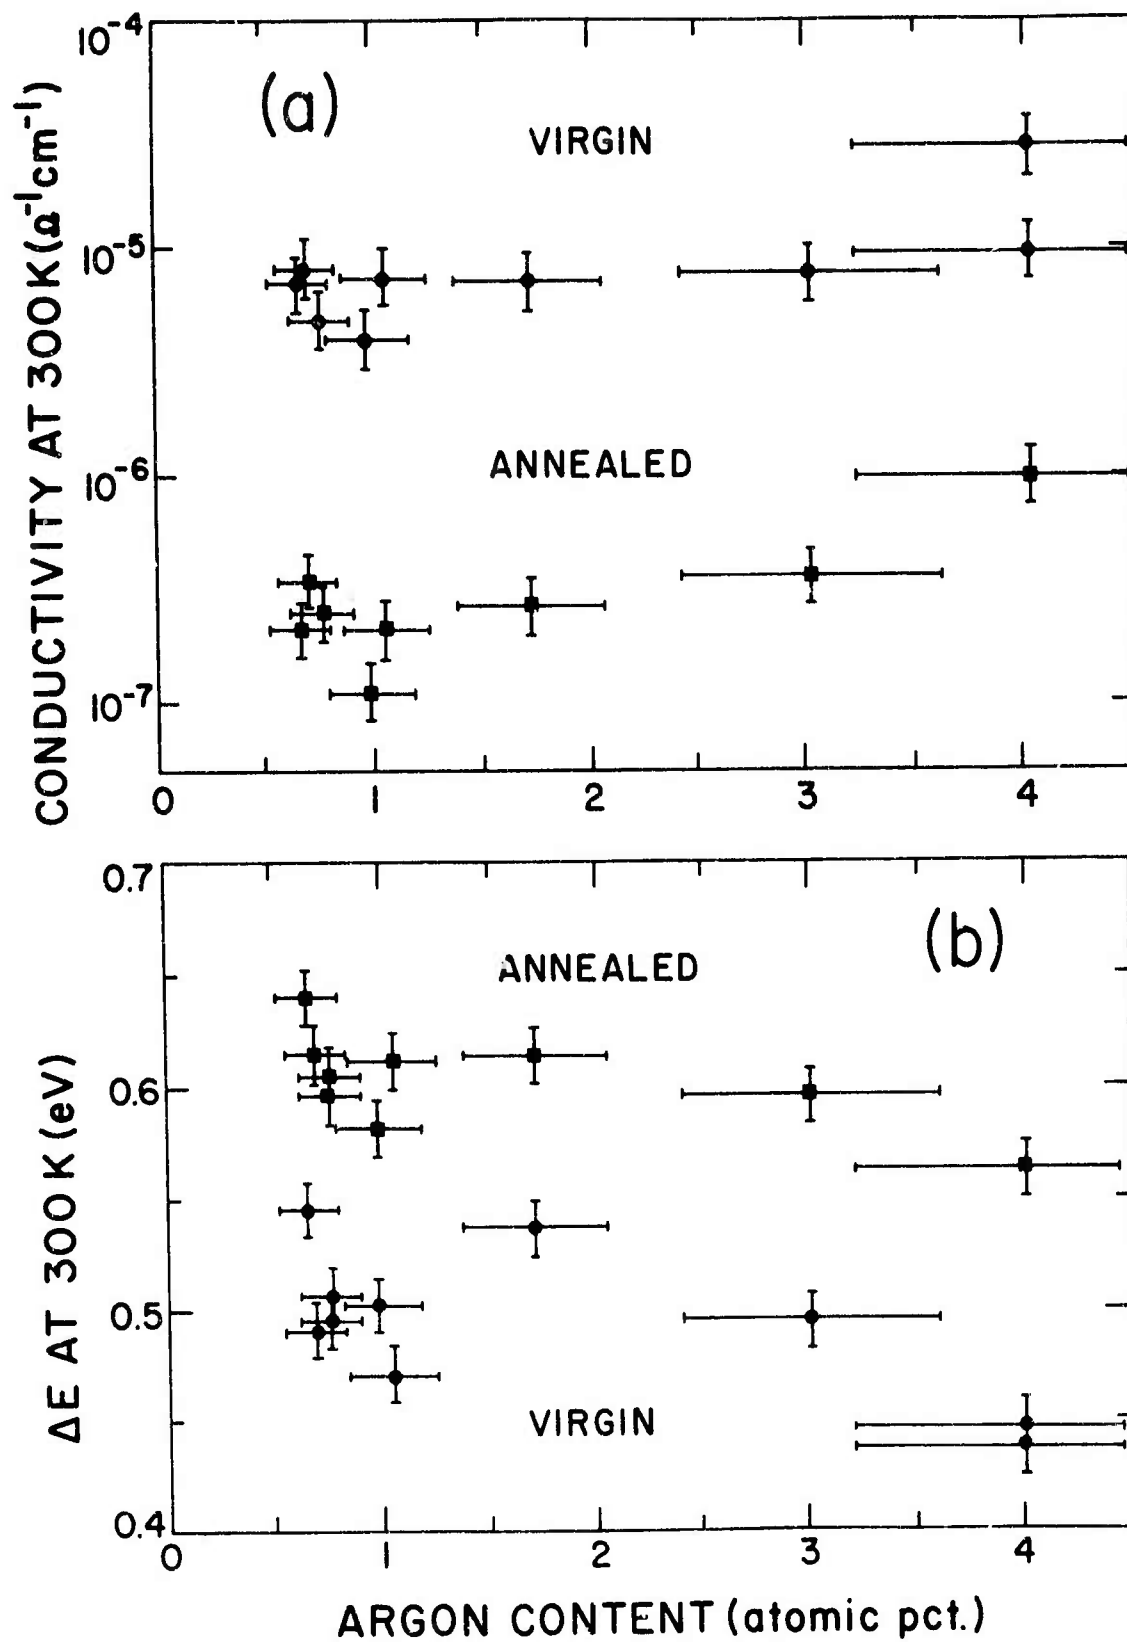 CONDUCTIVITY AT 300K (Ω⁻¹cm⁻¹)
10⁻⁴
10⁻⁵
10⁻⁶
10⁻⁷
(a)
VIRGIN
ANNEALED
0 1 2 3 4
ΔE AT 300K (eV)
0.7
0.6
0.5
0.4
(b)
ANNEALED
VIRGIN
0 1 2 3 4
ARGON CONTENT (atomic pct.)